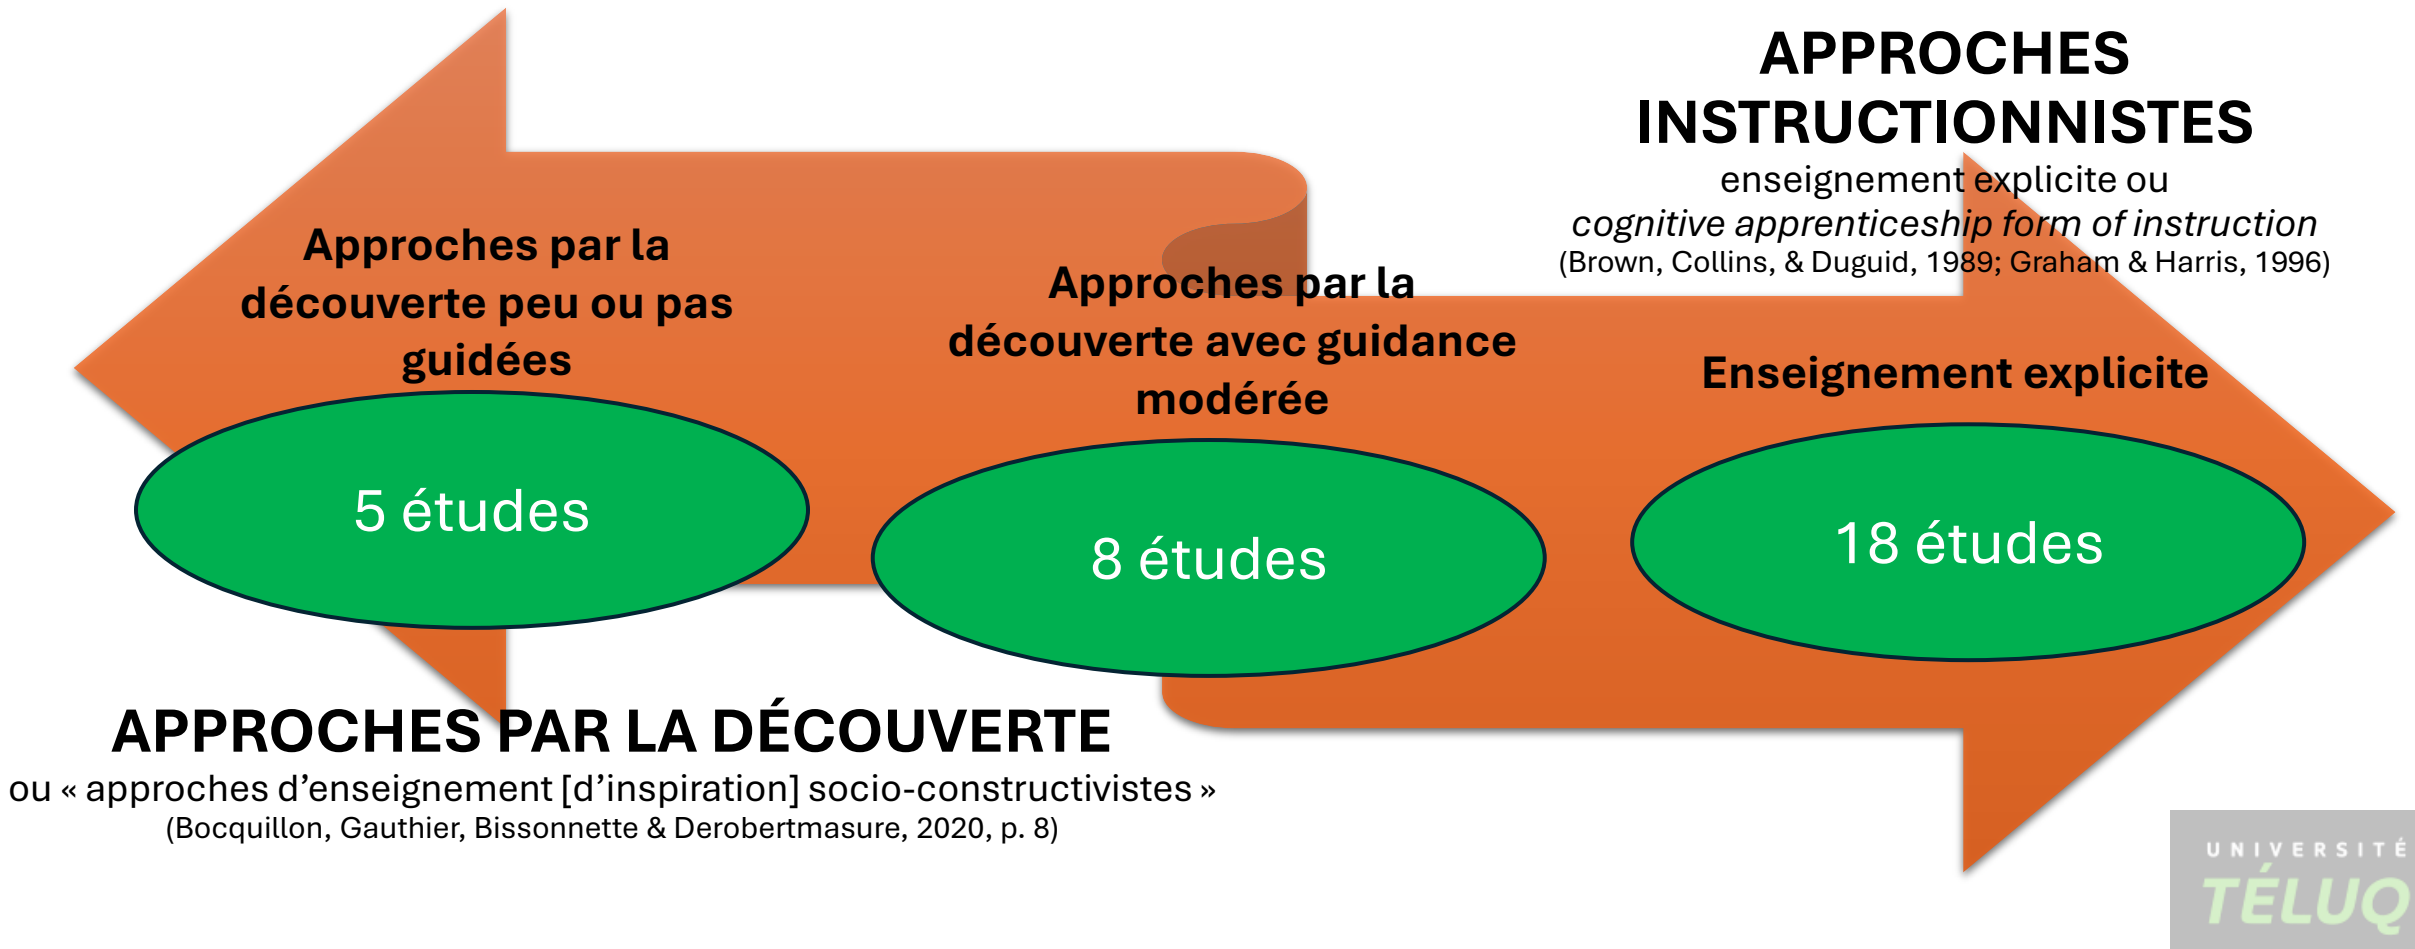 APPROCHES
INSTRUCTIONNISTES
enseignement explicite ou
cognitive apprenticeship form of instruction
(Brown, Collins, & Duguid, 1989; Graham & Harris, 1996)
Approches par la
découverte peu ou pas
guidées
5 études
Approches par la
découverte avec guidance
modérée
8 études
Enseignement explicite
18 études
APPROCHES PAR LA DÉCOUVERTE
ou « approches d’enseignement [d’inspiration] socio-constructivistes »
(Bocquillon, Gauthier, Bissonnette & Derobertmasure, 2020, p. 8)
UNIVERSITÉ
TÉLUQ